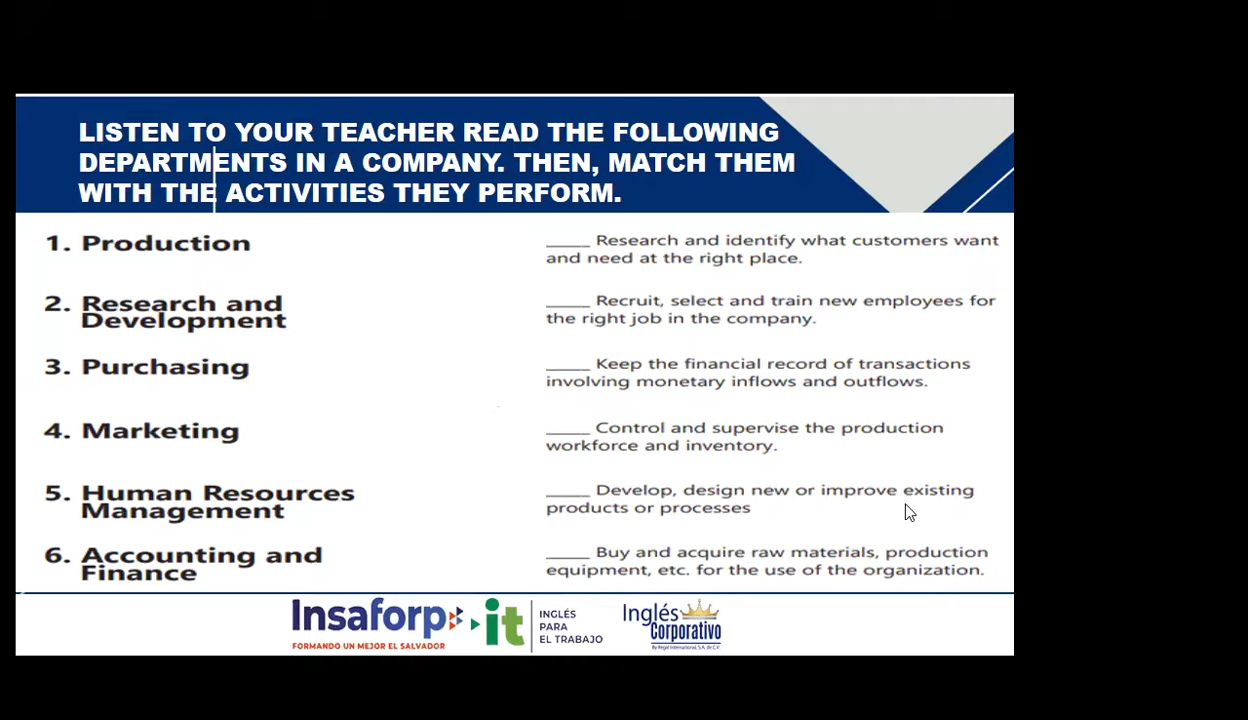 LISTEN TO YOUR TEACHER READ THE FOLLOWING
DEPARTMENTS IN A COMPANY. THEN, MATCH THEM
WITH THE ACTIVITIES THEY PERFORM.
1. Production
2. Research and
Development
3. Purchasing
4. Marketing
5. Human Resources
Management
6. Accounting and
Finance
_____ Research and identify what customers want
and need at the right place.
_____ Recruit, select and train new employees for
the right job in the company.
_____ Keep the financial record of transactions
involving monetary inflows and outflows.
_____ Control and supervise the production
workforce and inventory.
_____ Develop, design new or improve existing
products or processes
_____ Buy and acquire raw materials, production
equipment, etc. for the use of the organization.
Insaforp
FORMANDO UN MEJOR EL SALVADOR
it
INGLÉS
PARA
EL TRABAJO
Inglés
Corporativo
By Regal International, S.A. de C.V